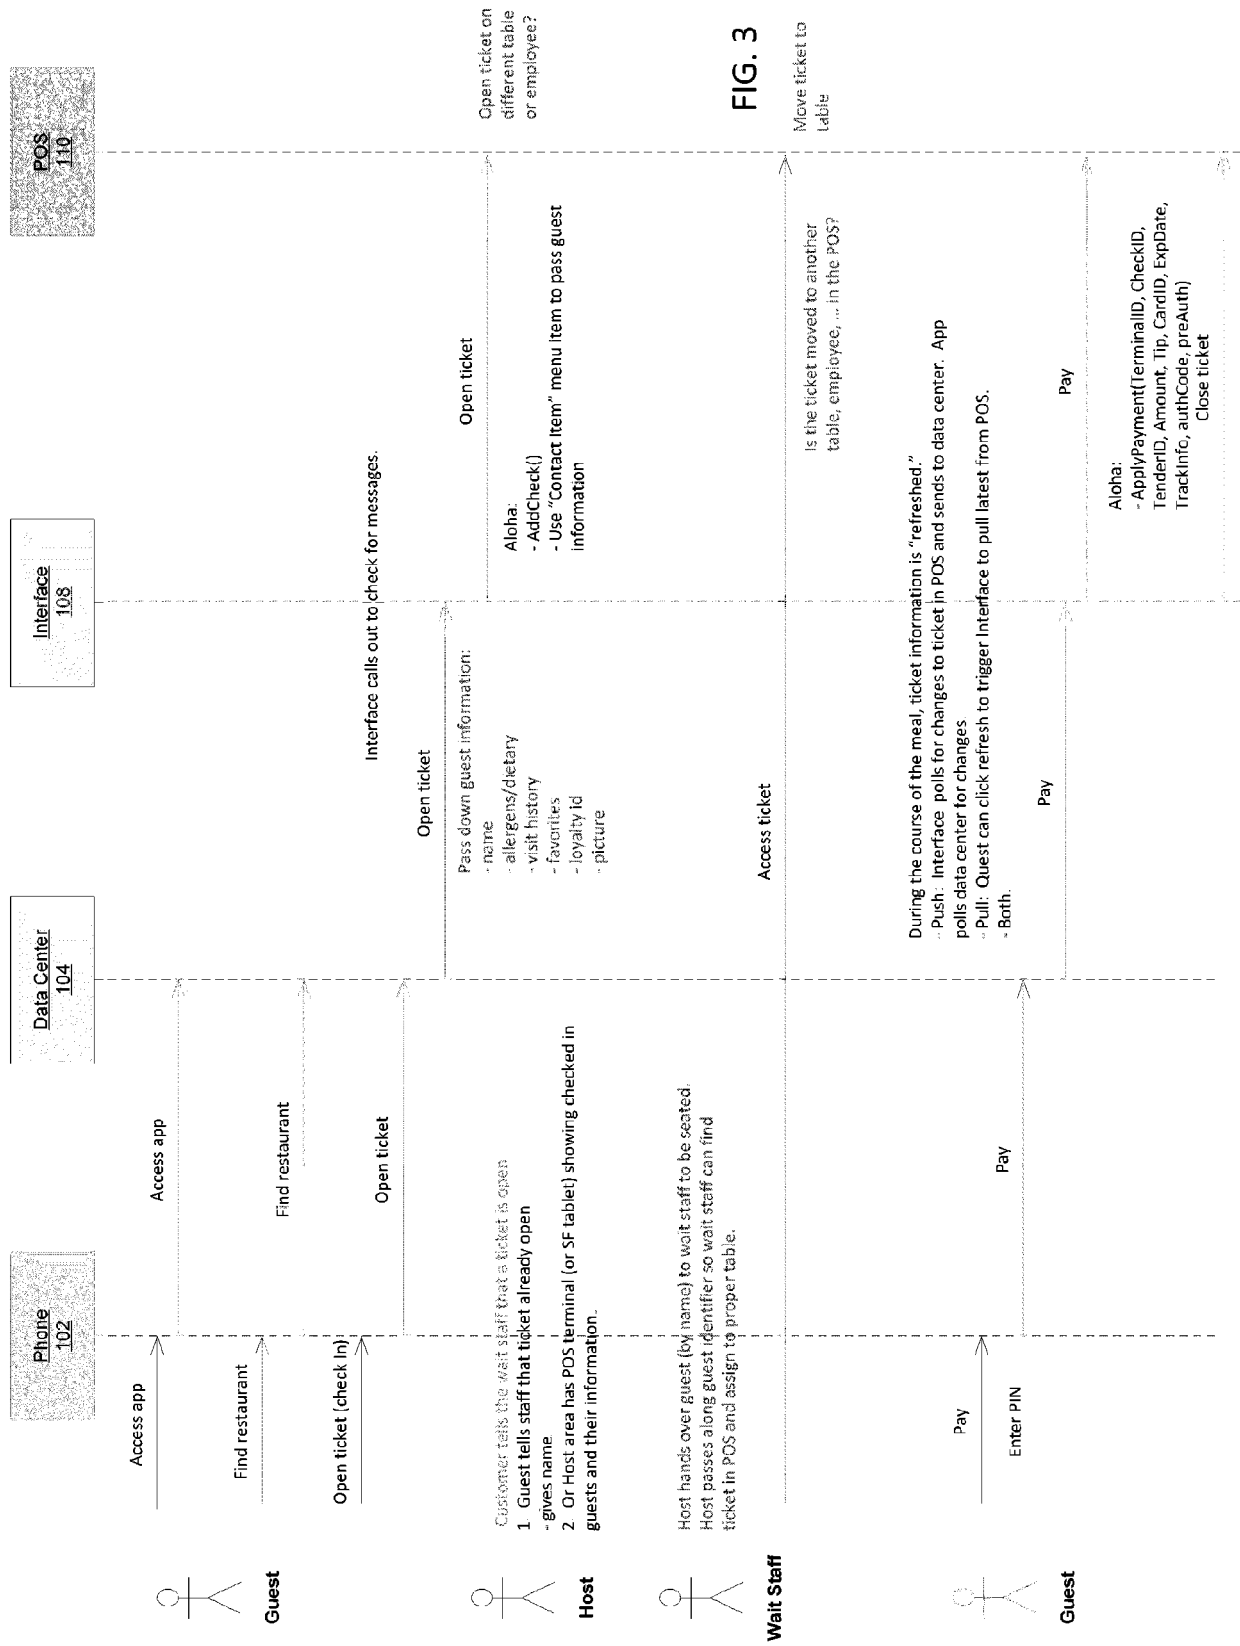 Phone
102
Data Center
104
Interface
108
POS
110
Guest
Access app
Access app
Find restaurant
Find restaurant
Open ticket (check In)
Open ticket
Interface calls out to check for messages.
Open ticket
Pass down guest information:
- name
- allergens/dietary
- visit history
- favorites
- loyalty id
- picture
Open ticket
Aloha:
- AddCheck()
- Use “Contact Item” menu item to pass guest
information
Open ticket on
different table
or employee?
Host
Customer tells the wait staff that a ticket is open
1. Guest tells staff that ticket already open
- gives name
2. Or Host area has POS terminal (or SF tablet) showing checked in
guests and their information.
Wait Staff
Host hands over guest (by name) to wait staff to be seated.
Host passes along guest identifier so wait staff can find
ticket in POS and assign to proper table.
Access ticket
Is the ticket moved to another
table, employee, ... in the POS?
Move ticket to
table
During the course of the meal, ticket information is “refreshed.”
- Push: Interface polls for changes to ticket in POS and sends to data center. App
polls data center for changes
- Pull: Quest can click refresh to trigger Interface to pull latest from POS.
- Both.
Guest
Pay
Enter PIN
Pay
Pay
Pay
Aloha:
- ApplyPayment(TerminalID, CheckID,
TenderID, Amount, Tip, CardID, ExpDate,
TrackInfo, authCode, preAuth)
Close ticket
FIG. 3